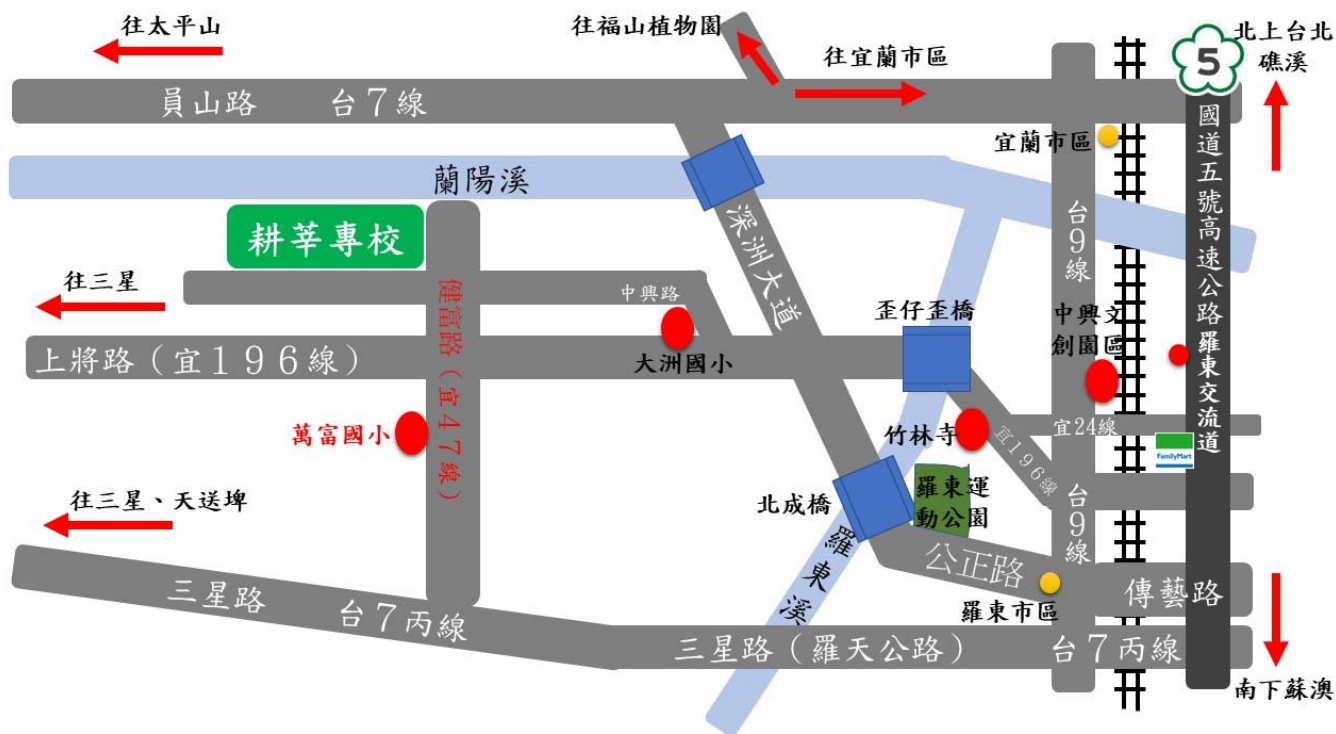 往太平山
往福山植物園
往宜蘭市區
北上台北
礁溪
5
員山路 台7線
宜蘭市區
國道五號高速公路羅東交流道
蘭陽溪
耕莘專校
深洲大道
台9線
往三星
中興路
健富路(宜47線)
歪仔歪橋
中興文
創園區
上將路(宜196線)
大洲國小
萬富國小
竹林寺
宜24線
宜196線
FamilyMart
往三星、天送埤
北成橋
羅東運
動公園
台9線
羅東溪
公正路
三星路 台7丙線
羅東市區
傳藝路
三星路(羅天公路) 台7丙線
南下蘇澳